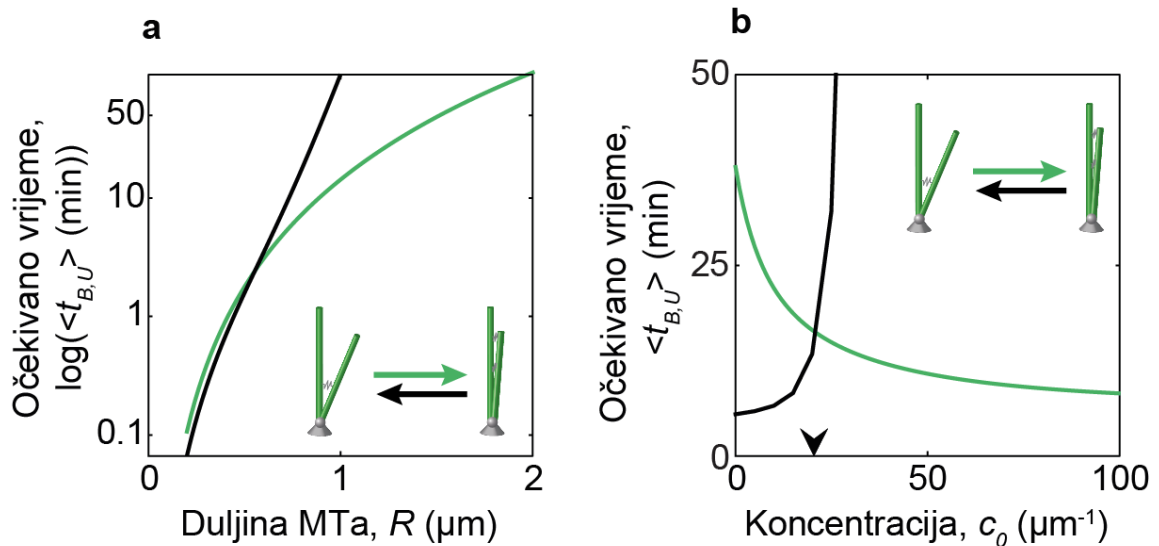 a
Očekivano vrijeme,
log(<t_B,U> (min))
50
10
1
0.1
0
1
2
Duljina MTa, R (µm)
b
Očekivano vrijeme,
<t_B,U> (min)
50
25
0
0
50
100
Koncentracija, c₀ (µm⁻¹)